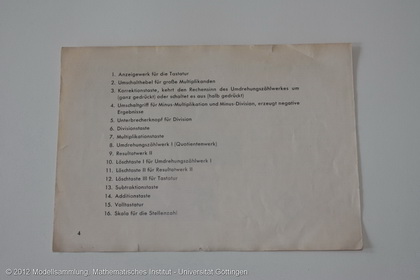 1. Anzeigewerk für die Tastatur
2. Umschalthebel für große Multiplikanden
3. Korrektionstaste, kehrt den Rechensinn des Umdrehungszählwerkes um
(ganz gedrückt) oder schaltet es aus (halb gedrückt)
4. Umschaltgriff für Minus-Multiplikation und Minus-Division, erzeugt negative
Ergebnisse
5. Unterbrecherknopf für Division
6. Divisionstaste
7. Multiplikationstaste
8. Umdrehungszählwerk I (Quotientenwerk)
9. Resultatwerk II
10. Löschtaste I für Umdrehungszählwerk I
11. Löschtaste II für Resultatwerk II
12. Löschtaste III für Tastatur
13. Subtraktionstaste
14. Additionstaste
15. Volltastatur
16. Skala für die Stellenzahl
4
© 2012 Modellsammlung, Mathematisches Institut - Universität Göttingen